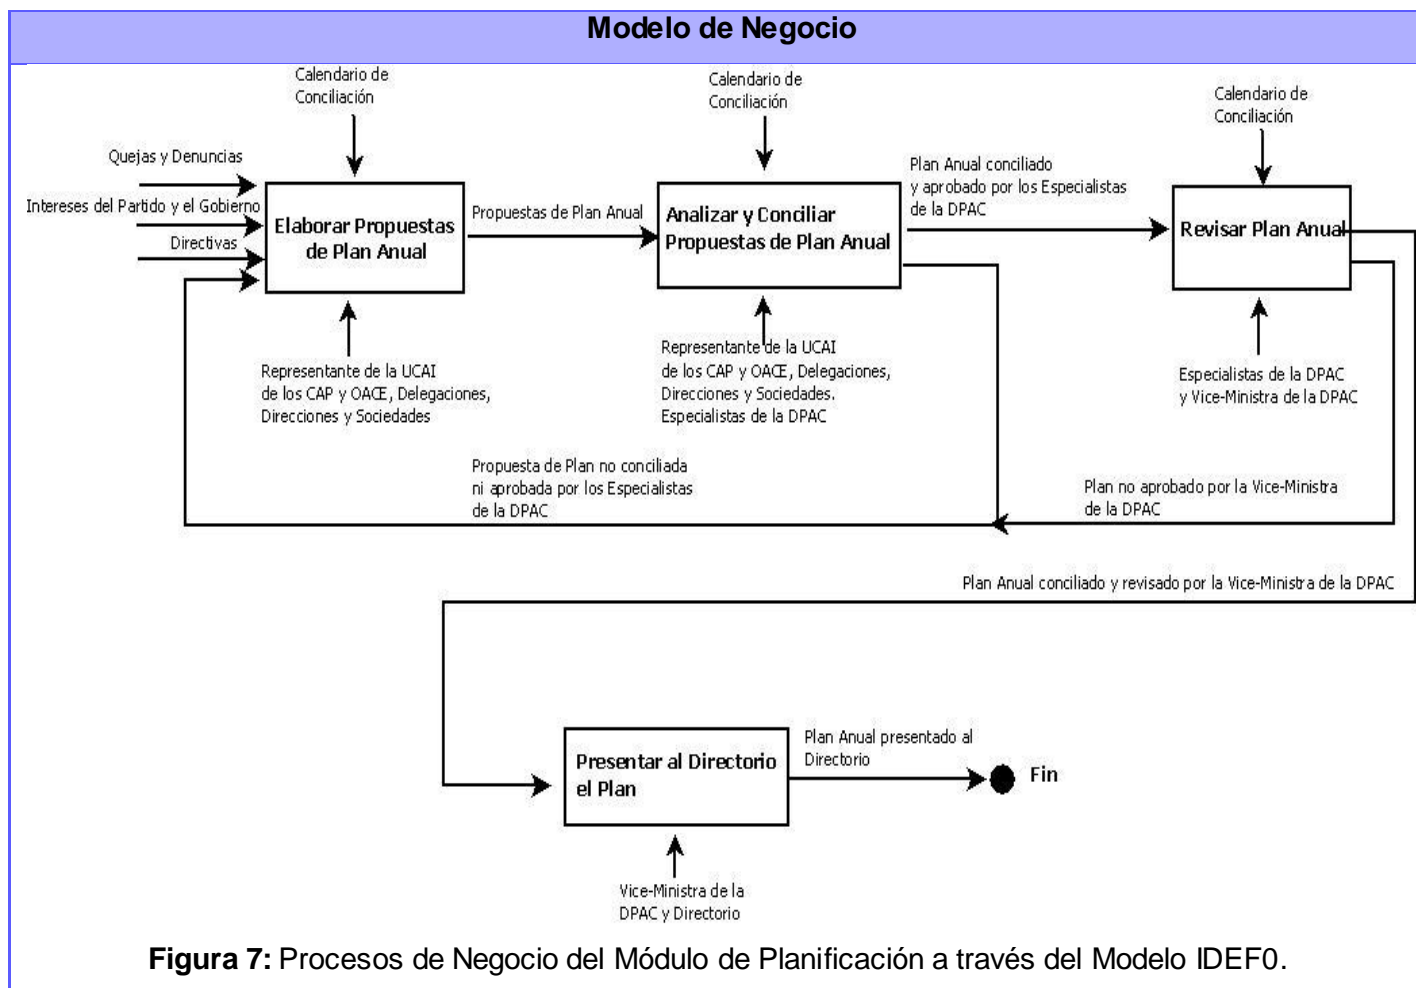 Modelo de Negocio
Calendario de
Conciliación
Calendario de
Conciliación
Calendario de
Conciliación
Quejas y Denuncias
Intereses del Partido y el Gobierno
Directivas
Elaborar Propuestas
de Plan Anual
Propuestas de Plan Anual
Analizar y Conciliar
Propuestas de Plan Anual
Plan Anual conciliado
y aprobado por los Especialistas
de la DPAC
Revisar Plan Anual
Representante de la UCAI
de los CAP y OACE, Delegaciones,
Direcciones y Sociedades
Representante de la UCAI
de los CAP y OACE, Delegaciones,
Direcciones y Sociedades.
Especialistas de la DPAC
Especialistas de la DPAC
y Vice-Ministra de la DPAC
Propuesta de Plan no conciliada
ni aprobada por los Especialistas
de la DPAC
Plan no aprobado por la Vice-Ministra
de la DPAC
Plan Anual conciliado y revisado por la Vice-Ministra de la DPAC
Presentar al Directorio
el Plan
Plan Anual presentado al
Directorio
Fin
Vice-Ministra de la
DPAC y Directorio
Figura 7: Procesos de Negocio del Módulo de Planificación a través del Modelo IDEF0.